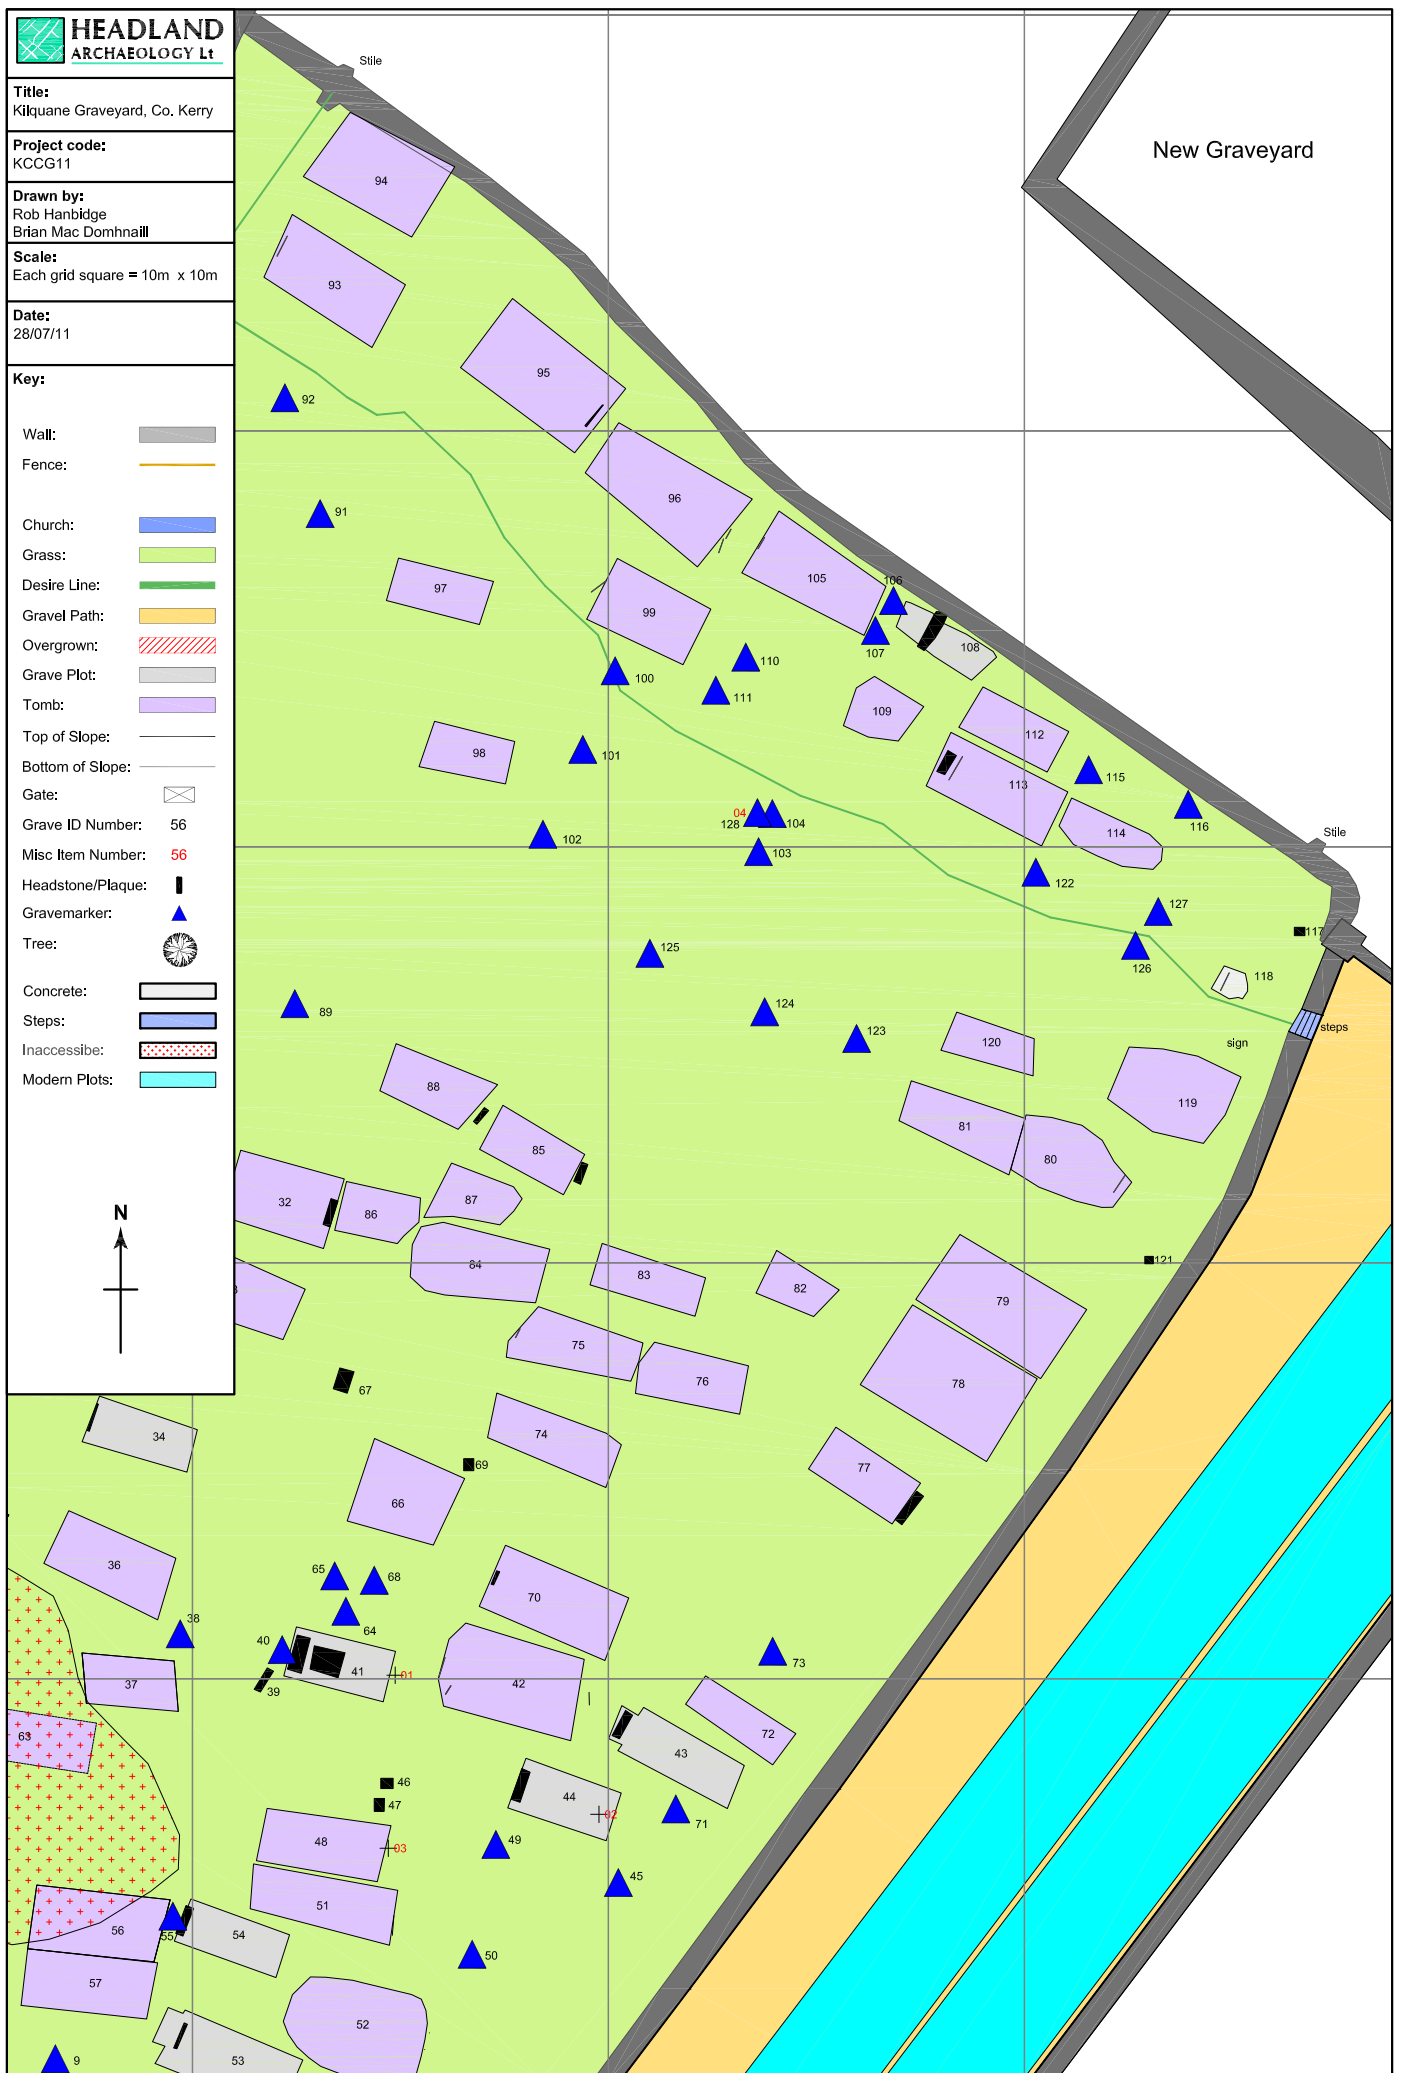 HEADLAND
ARCHAEOLOGY Lt
Title:
Kilquane Graveyard, Co. Kerry
Project code:
KCCG11
Drawn by:
Rob Hanbidge
Brian Mac Domhnaill
Scale:
Each grid square = 10m x 10m
Date:
28/07/11
Key:
Wall:
Fence:
Church:
Grass:
Desire Line:
Gravel Path:
Overgrown:
Grave Plot:
Tomb:
Top of Slope:
Bottom of Slope:
Gate:
Grave ID Number: 56
Misc Item Number: 56
Headstone/Plaque:
Gravemarker:
Tree:
Concrete:
Steps:
Inaccessibe:
Modern Plots:
N
Stile
New Graveyard
94
93
95
92
96
91
105
106
97
99
107
108
110
100
111
109
112
98
101
113
115
04
128
104
116
114
Stile
102
103
122
127
117
125
126
118
89
124
123
steps
120
sign
88
119
81
85
80
32
86
87
84
83
82
121
79
75
76
78
67
34
74
77
69
66
36
65
68
70
64
38
40
41
01
73
39
37
42
63
72
43
46
44
47
02
71
48
49
03
45
51
56
55
54
50
57
52
53
9